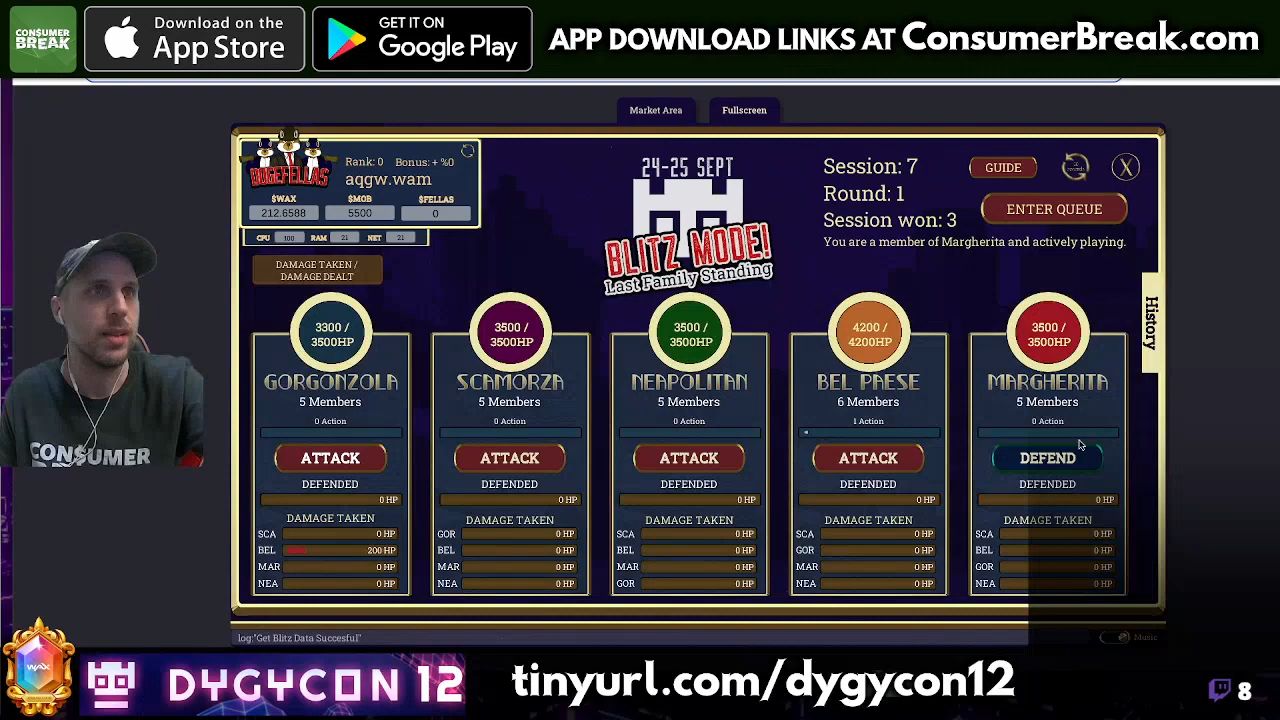 CONSUMER
BREAK
Download on the
App Store
GET IT ON
Google Play
APP DOWNLOAD LINKS AT ConsumerBreak.com
Market Area
Fullscreen
DOGEFELLAS
Rank: 0 Bonus: + %0
aqgw.wam
$WAX $MOB $FELLAS
212.6588 5500 0
CPU 100 RAM 21 NET 21
DAMAGE TAKEN /
DAMAGE DEALT
24-25 SEPT
BLITZ MODE!
Last Family Standing
Session: 7
Round: 1
Session won: 3
GUIDE
X
ENTER QUEUE
You are a member of Margherita and actively playing.
History
3300 /
3500HP
GORGONZOLA
5 Members
0 Action
ATTACK
DEFENDED
0 HP
DAMAGE TAKEN
SCA 0 HP
BEL 200 HP
MAR 0 HP
NEA 0 HP
3500 /
3500HP
SCAMORZA
5 Members
0 Action
ATTACK
DEFENDED
0 HP
DAMAGE TAKEN
GOR 0 HP
BEL 0 HP
MAR 0 HP
NEA 0 HP
3500 /
3500HP
NEAPOLITAN
5 Members
0 Action
ATTACK
DEFENDED
0 HP
DAMAGE TAKEN
SCA 0 HP
BEL 0 HP
MAR 0 HP
GOR 0 HP
4200 /
4200HP
BEL PAESE
6 Members
1 Action
ATTACK
DEFENDED
0 HP
DAMAGE TAKEN
SCA 0 HP
GOR 0 HP
MAR 0 HP
NEA 0 HP
3500 /
3500HP
MARGHERITA
5 Members
0 Action
DEFEND
DEFENDED
0 HP
DAMAGE TAKEN
SCA 0 HP
BEL 0 HP
GOR 0 HP
NEA 0 HP
log:"Get Blitz Data Succesful"
Music
CONSUMER
WAX
DYGYCON 12
tinyurl.com/dygycon12
8